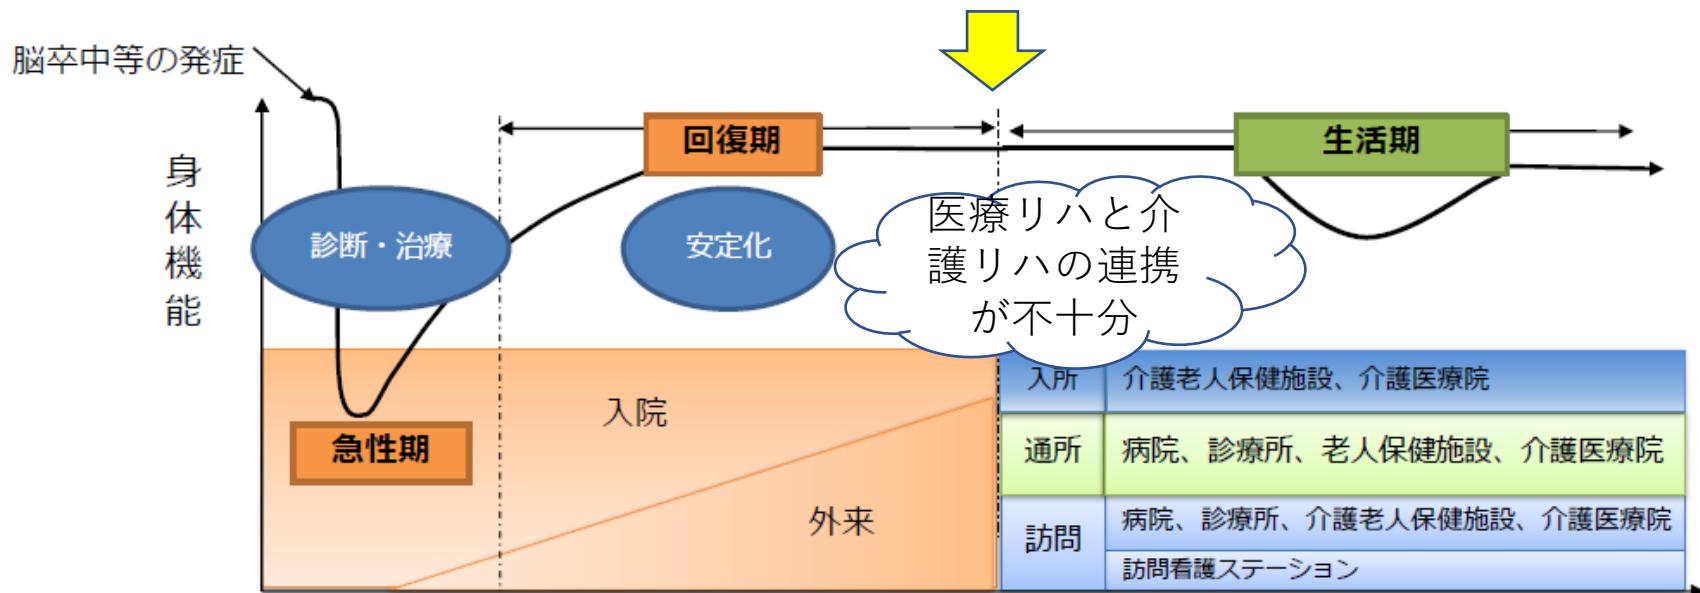 脳卒中等の発症
身体機能
回復期
生活期
診断・治療
安定化
医療リハと介
護リハの連携
が不十分
急性期
入院
外来
入所
介護老人保健施設、介護医療院
通所
病院、診療所、老人保健施設、介護医療院
訪問
病院、診療所、介護老人保健施設、介護医療院
訪問看護ステーション